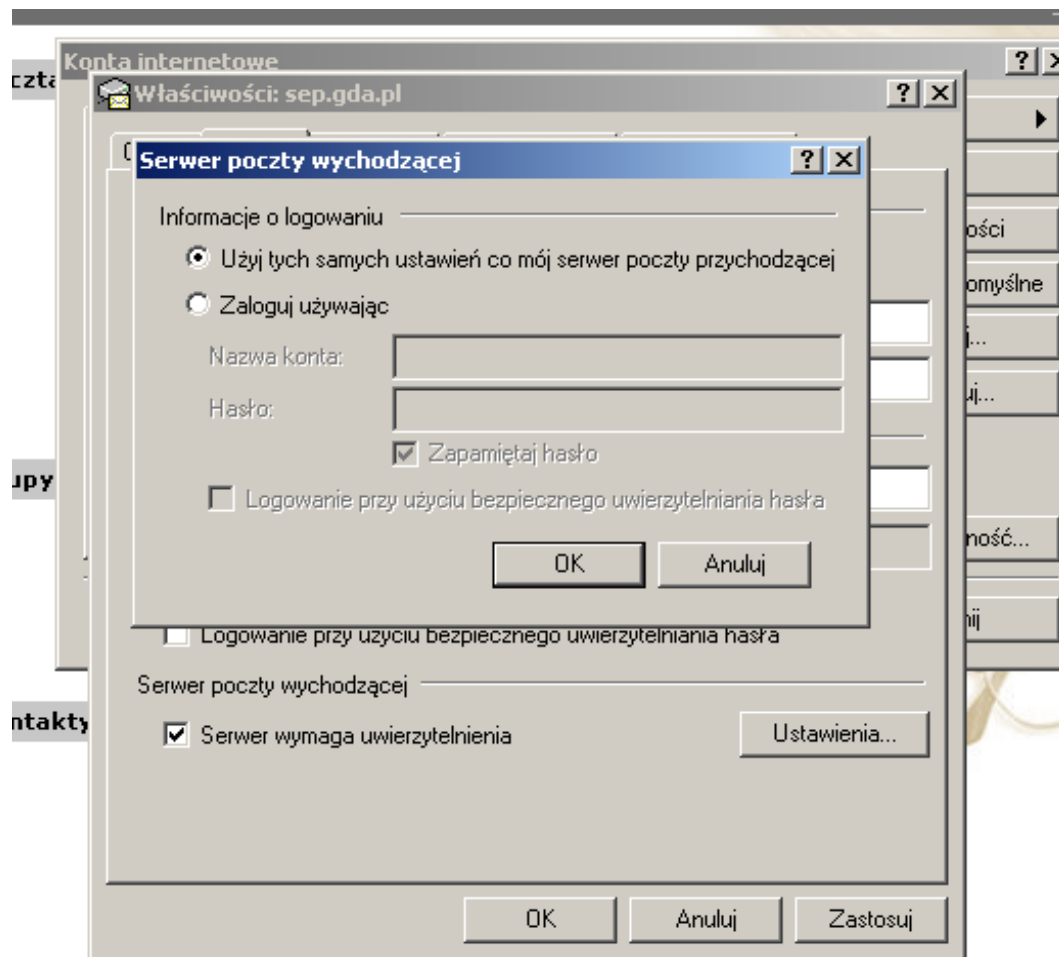 Konta internetowe
Właściwości: sep.gda.pl
Serwer poczty wychodzącej
Informacje o logowaniu
Użyj tych samych ustawień co mój serwer poczty przychodzącej
Zaloguj używając
Nazwa konta:
Hasło:
Zapamiętaj hasło
Logowanie przy użyciu bezpiecznego uwierzytelniania hasła
OK Anuluj
Logowanie przy użyciu bezpiecznego uwierzytelniania hasła
Serwer poczty wychodzącej
Serwer wymaga uwierzytelnienia
Ustawienia...
OK Anuluj Zastosuj